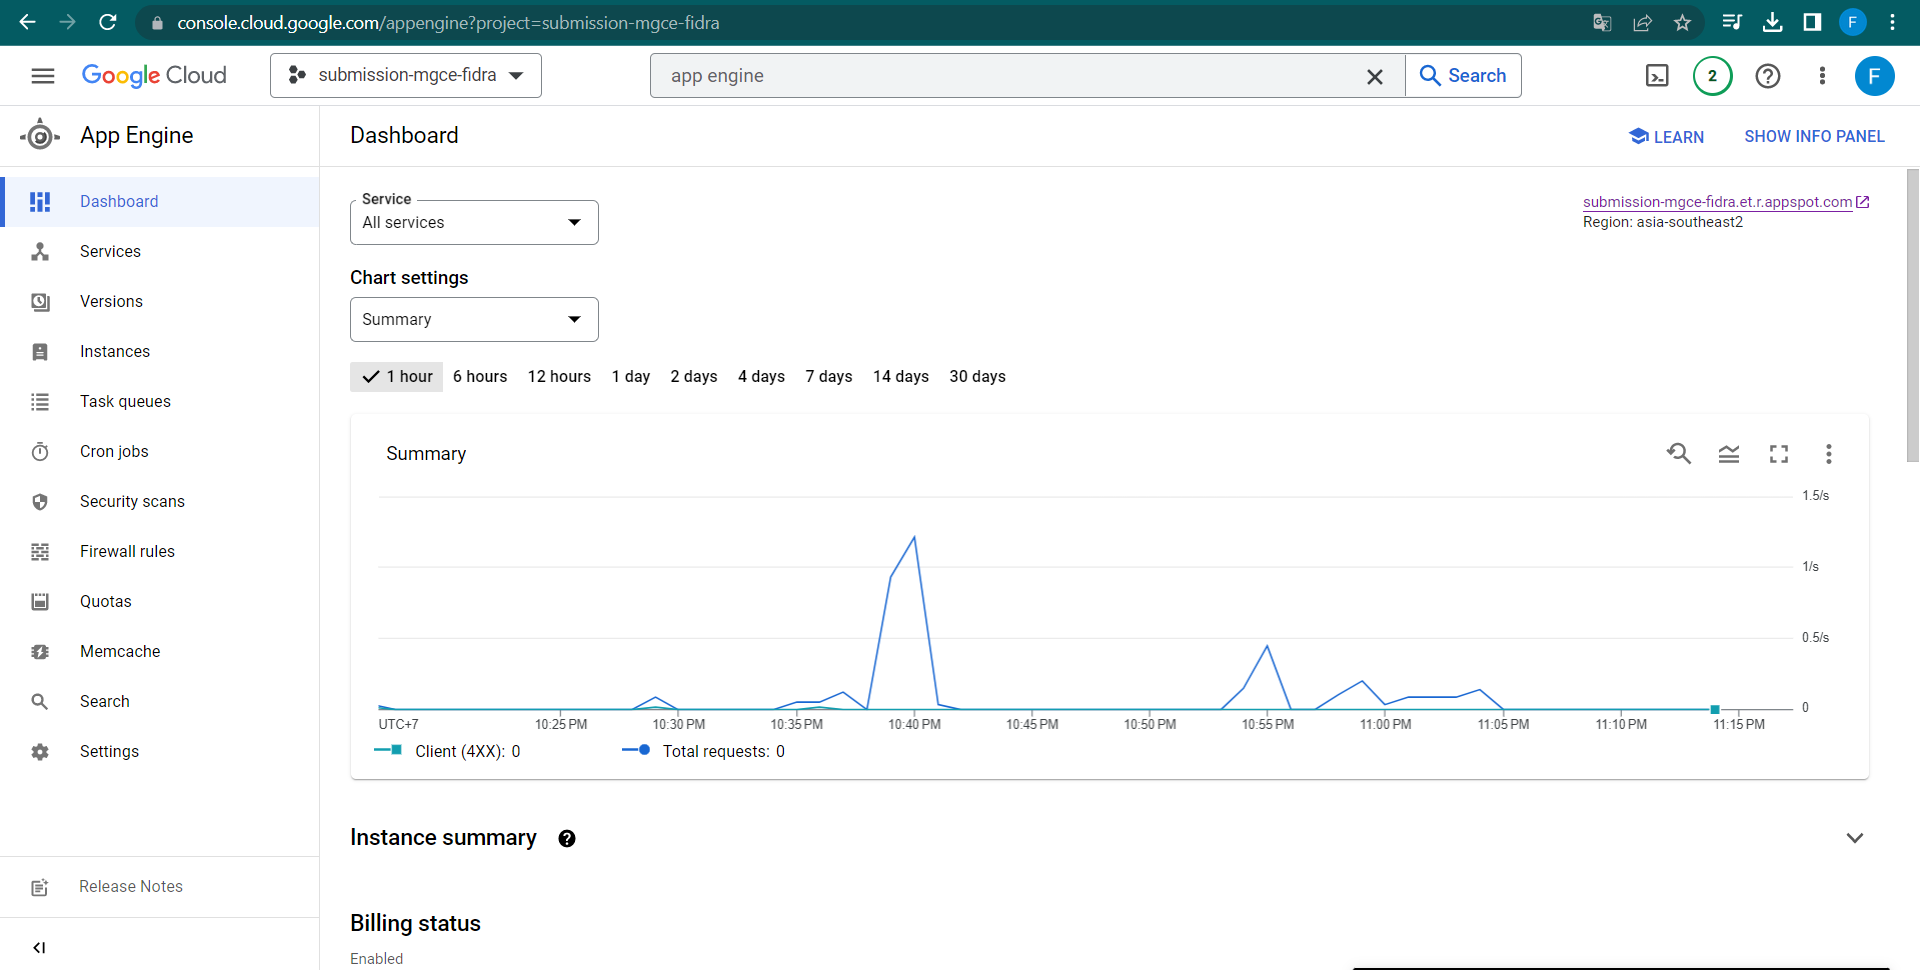 console.cloud.google.com/appengine?project=submission-mgce-fidra
F
Google Cloud
submission-mgce-fidra
app engine
Search
2
F
App Engine
Dashboard
LEARN
SHOW INFO PANEL
Dashboard
Services
Versions
Instances
Task queues
Cron jobs
Security scans
Firewall rules
Quotas
Memcache
Search
Settings
Release Notes
Service
All services
submission-mgce-fidra.et.r.appspot.com
Region: asia-southeast2
Chart settings
Summary
1 hour 6 hours 12 hours 1 day 2 days 4 days 7 days 14 days 30 days
Summary
1.5/s
1/s
0.5/s
0
UTC+7 10:25 PM 10:30 PM 10:35 PM 10:40 PM 10:45 PM 10:50 PM 10:55 PM 11:00 PM 11:05 PM 11:10 PM 11:15 PM
Client (4XX): 0 Total requests: 0
Instance summary
Billing status
Enabled